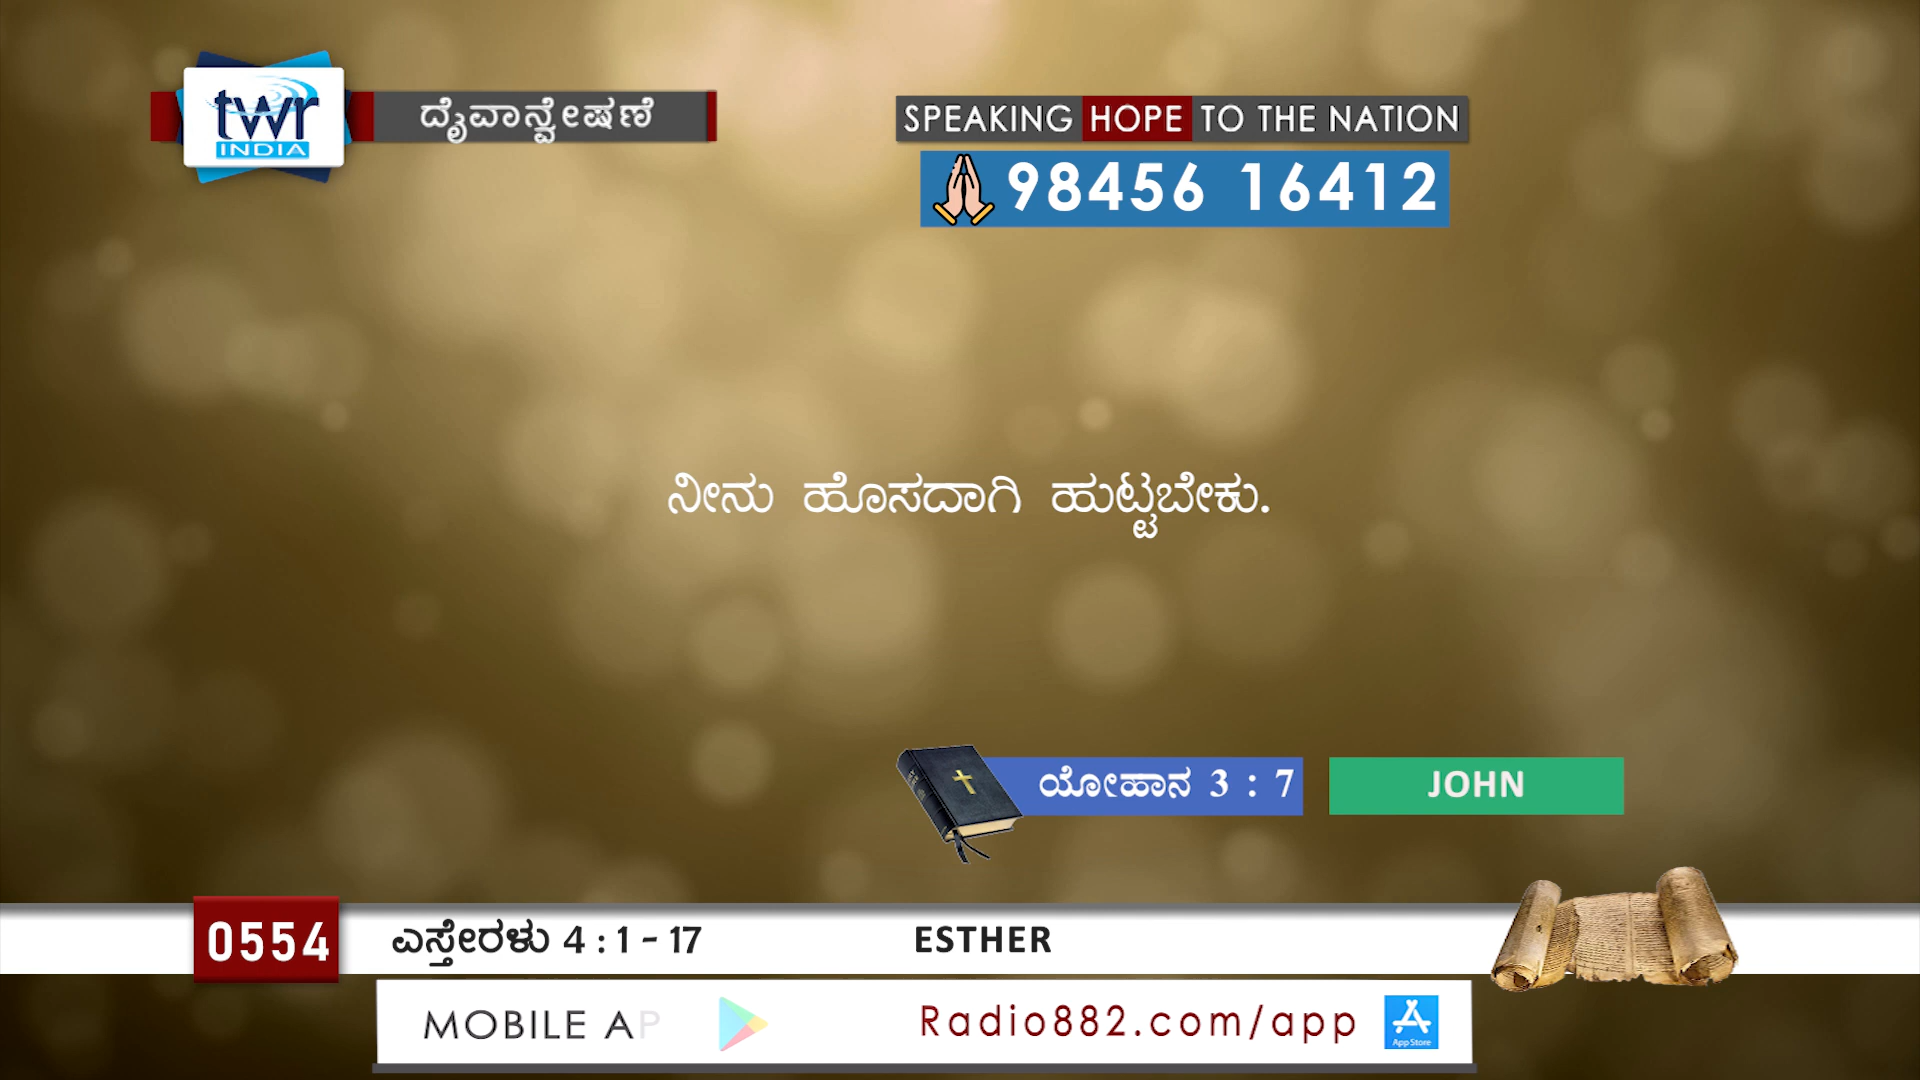 twr
INDIA
ದೈವಾನ್ವೇಷಣೆ
SPEAKING HOPE TO THE NATION
98456 16412
ನೀನು ಹೊಸದಾಗಿ ಹುಟ್ಟಬೇಕು.
ಯೋಹಾನ 3 : 7
JOHN
0554
ಎಸ್ತೇರಳು 4 : 1 - 17
ESTHER
MOBILE AP
Radio882.com/app
App Store